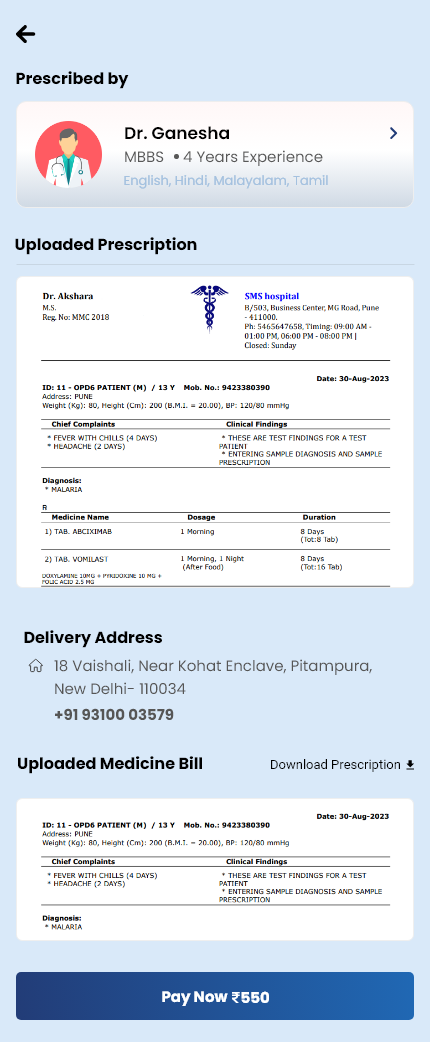 Prescribed by
Dr. Ganesha
MBBS • 4 Years Experience
English, Hindi, Malayalam, Tamil
Uploaded Prescription
Dr. Akshara
M.S.
Reg. No: MMC 2018
SMS hospital
B/503, Business Center, MG Road, Pune
- 411000.
Ph: 5465647658, Timing: 09:00 AM -
01:00 PM, 06:00 PM - 08:00 PM |
Closed: Sunday
Date: 30-Aug-2023
ID: 11 - OPD6 PATIENT (M) / 13 Y Mob. No.: 9423380390
Address: PUNE
Weight (Kg): 80, Height (Cm): 200 (B.M.I. = 20.00), BP: 120/80 mmHg
Chief Complaints Clinical Findings
* FEVER WITH CHILLS (4 DAYS)
* HEADACHE (2 DAYS)
* THESE ARE TEST FINDINGS FOR A TEST
PATIENT
* ENTERING SAMPLE DIAGNOSIS AND SAMPLE
PRESCRIPTION
Diagnosis:
* MALARIA
℞
Medicine Name Dosage Duration
1) TAB. ABCIXIMAB 1 Morning 8 Days
(Tot:8 Tab)
2) TAB. VOMILAST 1 Morning, 1 Night 8 Days
(After Food) (Tot:16 Tab)
DOXYLAMINE 10MG + PYRIDOXINE 10 MG +
FOLIC ACID 2.5 MG
Delivery Address
18 Vaishali, Near Kohat Enclave, Pitampura,
New Delhi- 110034
+91 93100 03579
Uploaded Medicine Bill
Download Prescription
Date: 30-Aug-2023
ID: 11 - OPD6 PATIENT (M) / 13 Y Mob. No.: 9423380390
Address: PUNE
Weight (Kg): 80, Height (Cm): 200 (B.M.I. = 20.00), BP: 120/80 mmHg
Chief Complaints Clinical Findings
* FEVER WITH CHILLS (4 DAYS)
* HEADACHE (2 DAYS)
* THESE ARE TEST FINDINGS FOR A TEST
PATIENT
* ENTERING SAMPLE DIAGNOSIS AND SAMPLE
PRESCRIPTION
Diagnosis:
* MALARIA
Pay Now ₹550